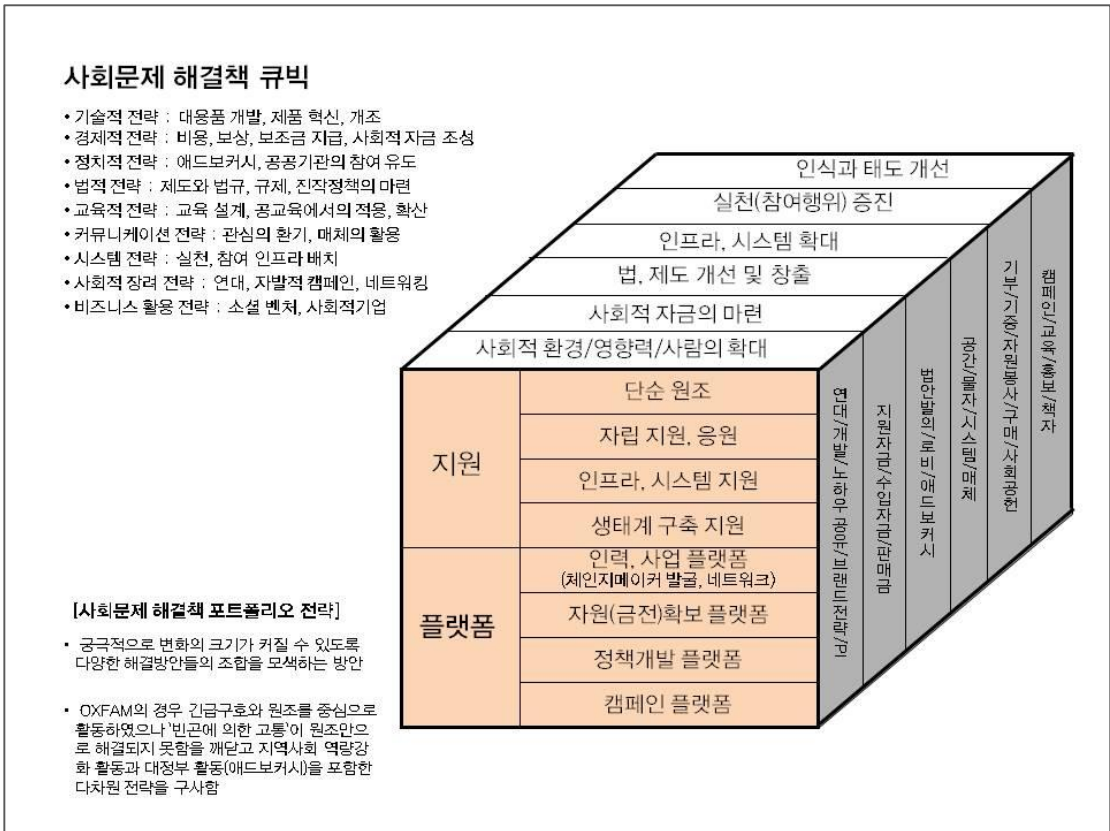 사회문제 해결책 큐빅
• 기술적 전략 : 대용품 개발, 제품 혁신, 개조
• 경제적 전략 : 비용, 보상, 보조금 지급, 사회적 자금 조성
• 정치적 전략 : 애드보커시, 공공기관의 참여 유도
• 법적 전략 : 제도와 법규, 규제, 진작정책의 마련
• 교육적 전략 : 교육 설계, 공교육에서의 적용, 확산
• 커뮤니케이션 전략 : 관심의 환기, 매체의 활용
• 시스템 전략 : 실천, 참여 인프라 배치
• 사회적 장려 전략 : 연대, 자발적 캠페인, 네트워킹
• 비즈니스 활용 전략 : 소셜 벤처, 사회적기업
인식과 태도 개선
실천(참여행위) 증진
인프라, 시스템 확대
법, 제도 개선 및 창출
사회적 자금의 마련
사회적 환경/영향력/사람의 확대
지원
단순 원조
자립 지원, 응원
인프라, 시스템 지원
생태계 구축 지원
플랫폼
인력, 사업 플랫폼
(체인지메이커 발굴, 네트워크)
자원(금전)확보 플랫폼
정책개발 플랫폼
캠페인 플랫폼
연대/개발/노하우 공유/브랜드전략/PI
지원자금/수입자금/판매금
법안발의/로비/애드보커시
공간/물자/시스템/매체
기부/기증/자원봉사/구매/사회공헌
캠페인/교육/홍보/책자
[사회문제 해결책 포트폴리오 전략]
• 궁극적으로 변화의 크기가 커질 수 있도록
다양한 해결방안들의 조합을 모색하는 방안
• OXFAM의 경우 긴급구호와 원조를 중심으로
활동하였으나 '빈곤에 의한 고통'이 원조만으
로 해결되지 못함을 깨닫고 지역사회 역량강
화 활동과 대정부 활동(애드보커시)을 포함한
다차원 전략을 구사함